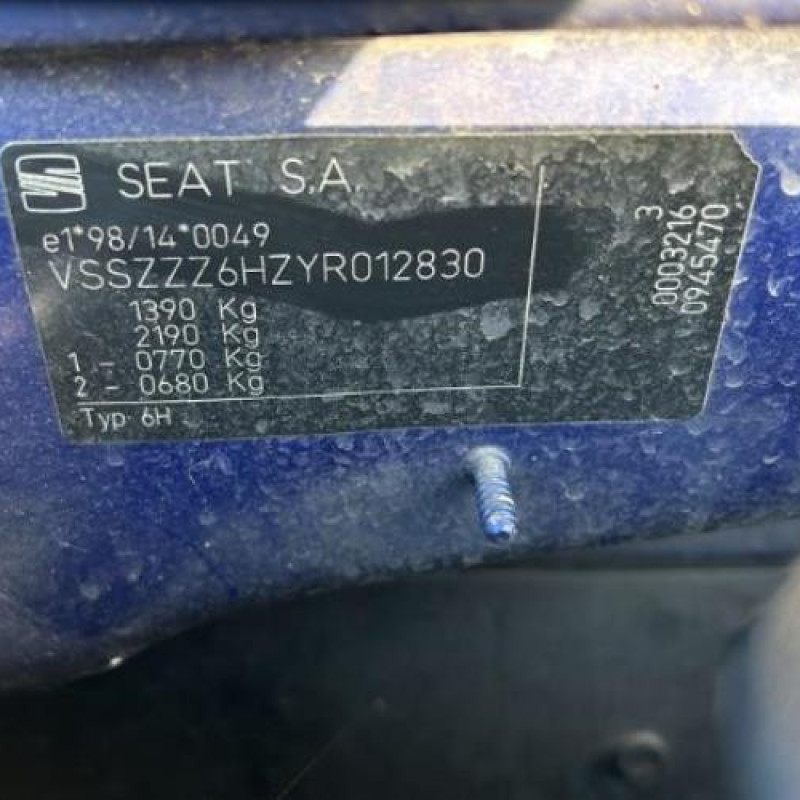 SEAT S.A.
e1*98/14*0049
VSSZZZ6HZYR012830
1390 Kg
2190 Kg
1 - 0770 Kg
2 - 0680 Kg
Typ 6H
3
0003216
0945470